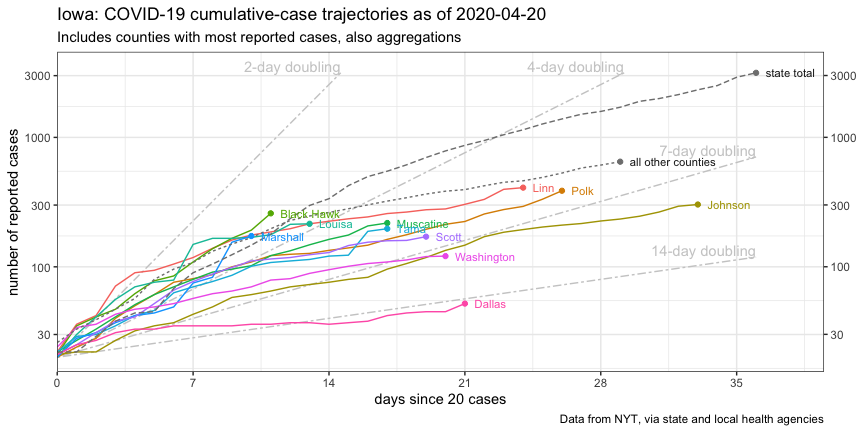 Iowa: COVID-19 cumulative-case trajectories as of 2020-04-20
Includes counties with most reported cases, also aggregations
2-day doubling
4-day doubling
3000
state total
3000
1000
1000
7-day doubling
all other counties
Linn
Polk
300
Johnson
300
Black Hawk
Louisa
Muscatine
Tama
Marshall
Scott
Washington
14-day doubling
100
100
Dallas
30
30
number of reported cases
0 7 14 21 28 35
days since 20 cases
Data from NYT, via state and local health agencies